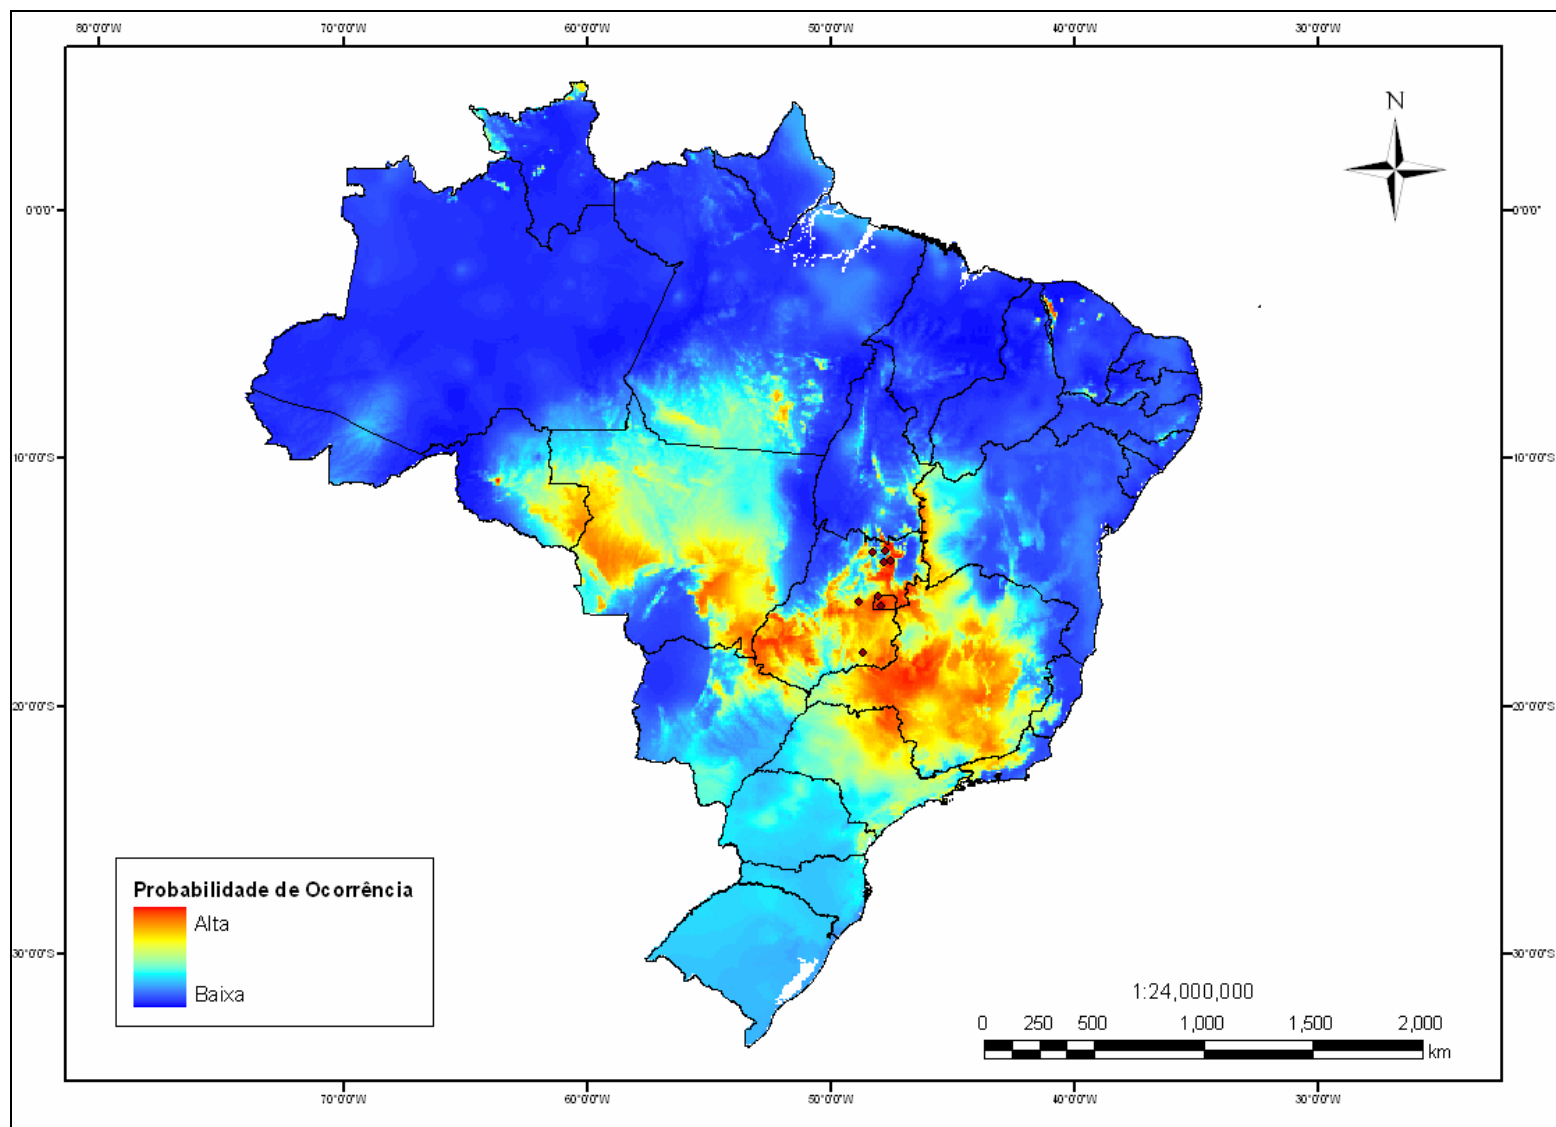 80°0'0"W 70°0'0"W 60°0'0"W 50°0'0"W 40°0'0"W 30°0'0"W
N
0°0'0" 0°0'0"
10°0'0"S 10°0'0"S
20°0'0"S 20°0'0"S
Probabilidade de Ocorrência
Alta
Baixa
30°0'0"S 30°0'0"S
1:24,000,000
0 250 500 1,000 1,500 2,000
km
70°0'0"W 60°0'0"W 50°0'0"W 40°0'0"W 30°0'0"W